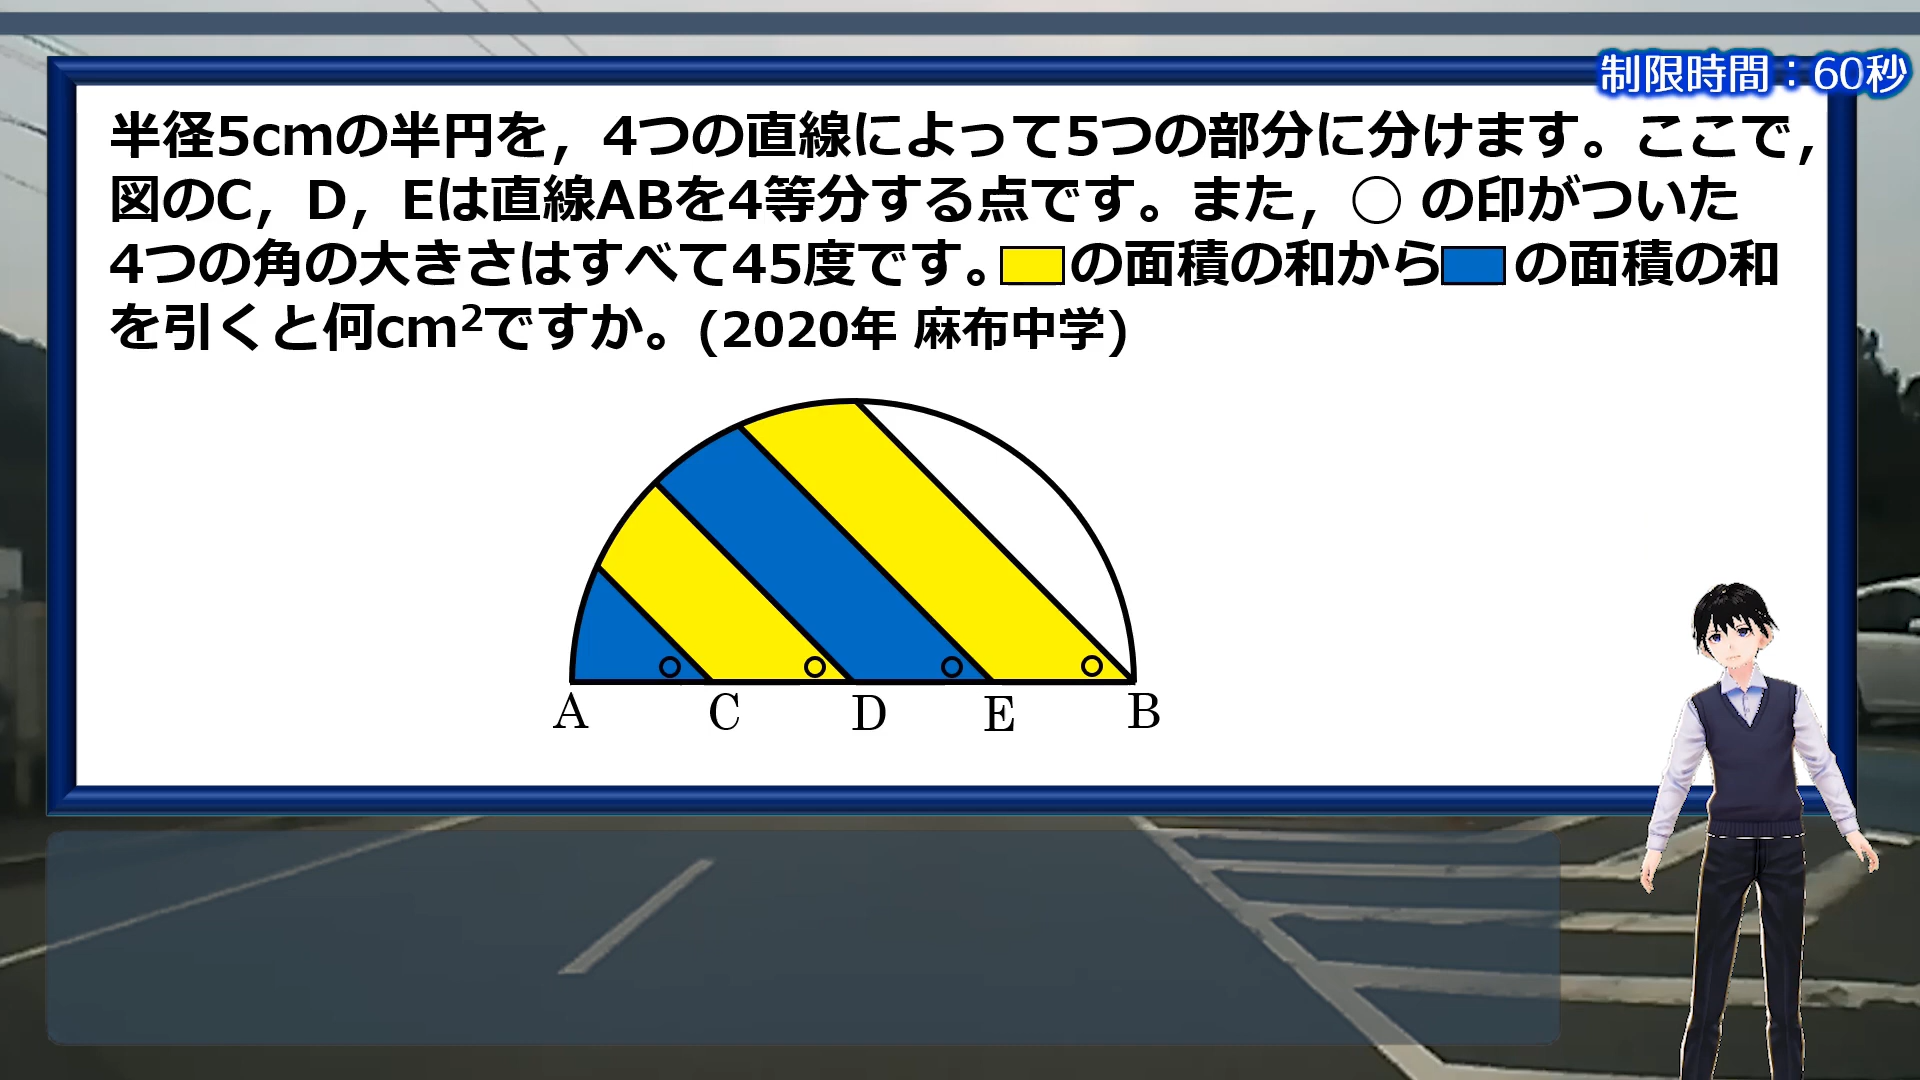 制限時間：60秒
半径5cmの半円を，4つの直線によって5つの部分に分けます。ここで，
図のC，D，Eは直線ABを4等分する点です。また，○ の印がついた
4つの角の大きさはすべて45度です。 の面積の和から の面積の和
を引くと何cm²ですか。(2020年 麻布中学)
A C D E B